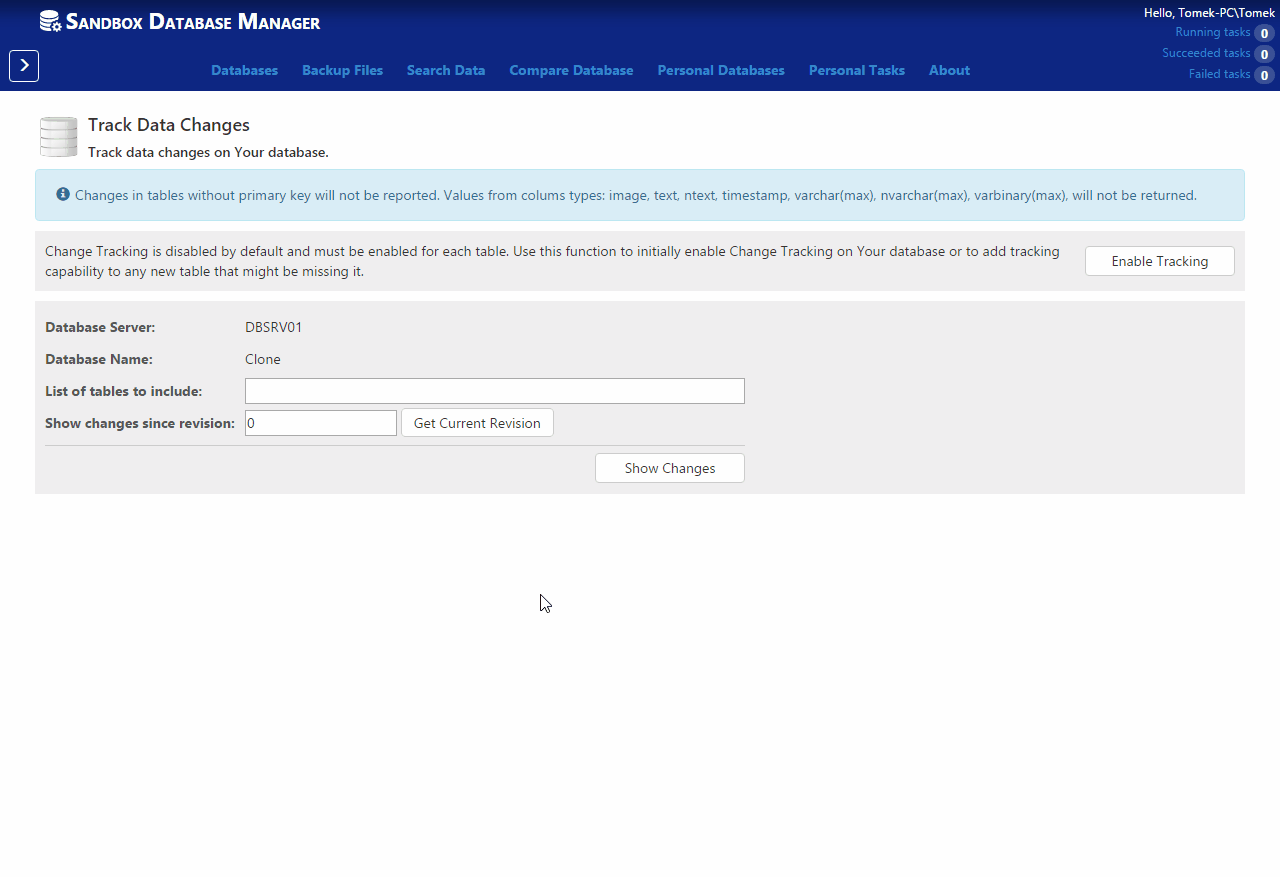 Sandbox Database Manager
Hello, Tomek-PC\Tomek
Running tasks 0
Succeeded tasks 0
Failed tasks 0
Databases Backup Files Search Data Compare Database Personal Databases Personal Tasks About
Track Data Changes
Track data changes on Your database.
Changes in tables without primary key will not be reported. Values from colums types: image, text, ntext, timestamp, varchar(max), nvarchar(max), varbinary(max), will not be returned.
Change Tracking is disabled by default and must be enabled for each table. Use this function to initially enable Change Tracking on Your database or to add tracking
capability to any new table that might be missing it.
Enable Tracking
Database Server: DBSRV01
Database Name: Clone
List of tables to include:
Show changes since revision: 0 Get Current Revision
Show Changes